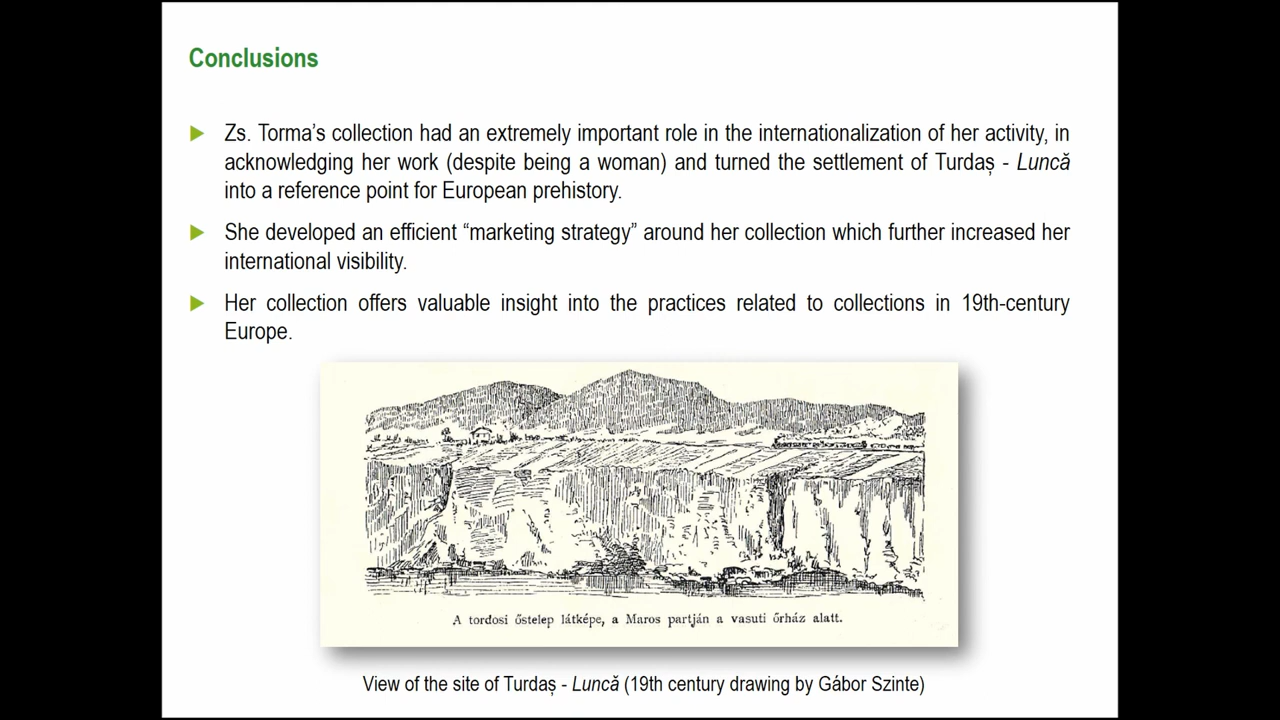 Conclusions
Zs. Torma’s collection had an extremely important role in the internationalization of her activity, in
acknowledging her work (despite being a woman) and turned the settlement of Turdaș - Luncă
into a reference point for European prehistory.
She developed an efficient “marketing strategy” around her collection which further increased her
international visibility.
Her collection offers valuable insight into the practices related to collections in 19th-century
Europe.
A tordosi őstelep látképe, a Maros partján a vasuti őrház alatt.
View of the site of Turdaș - Luncă (19th century drawing by Gábor Szinte)